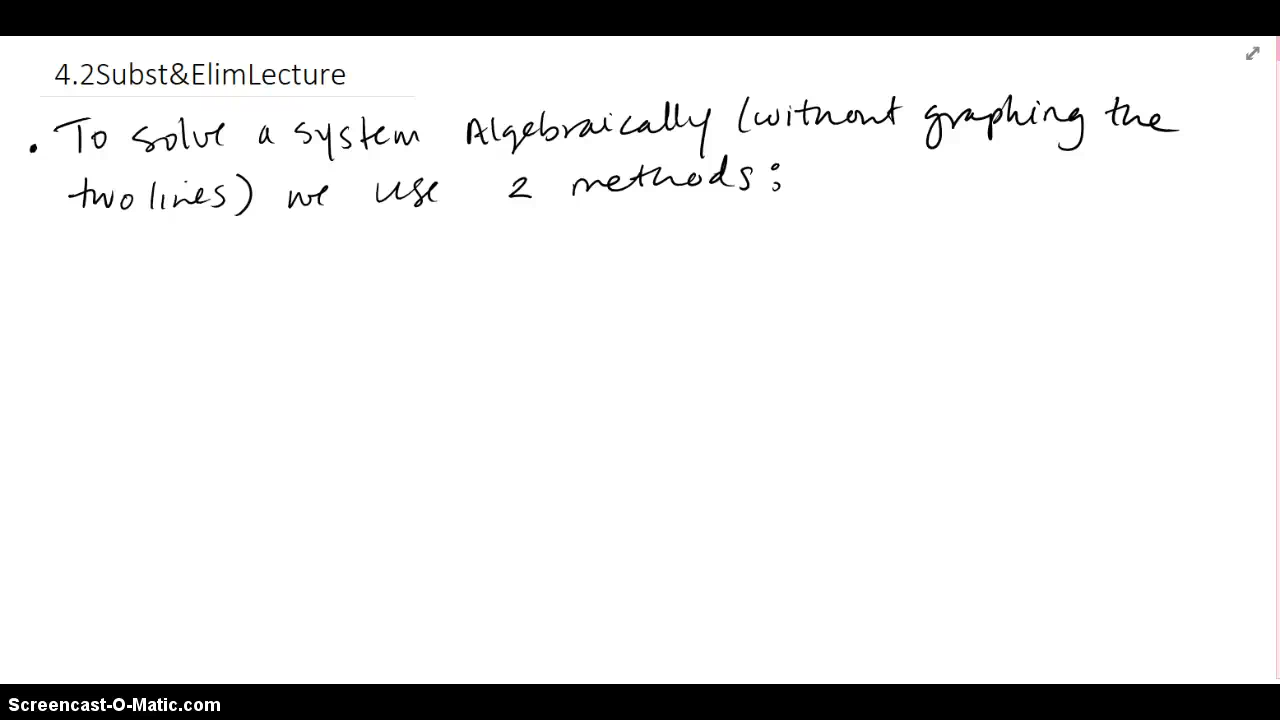 4.2Subst&ElimLecture
• To solve a system Algebraically (without graphing the
two lines) we use 2 methods:
Screencast-O-Matic.com